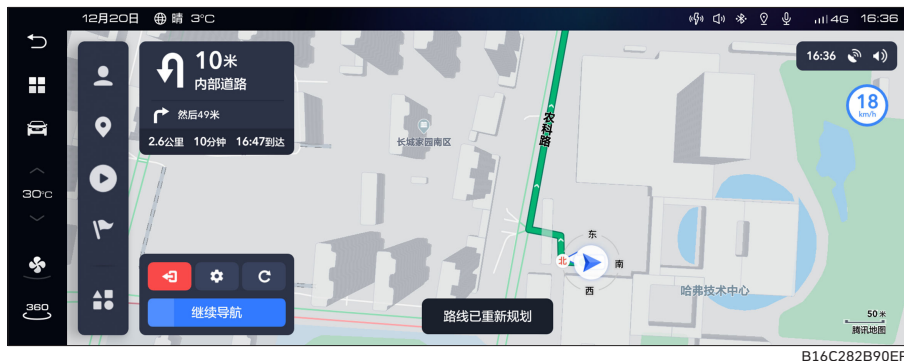 12月20日 晴 3°C
4G 16:36
30°C
360
10米
内部道路
然后49米
2.6公里 10分钟 16:47到达
继续导航
长城家园南区
农科路
东
北
南
西
哈弗技术中心
路线已重新规划
16:36
18
km/h
50米
腾讯地图
B16C282B90EF